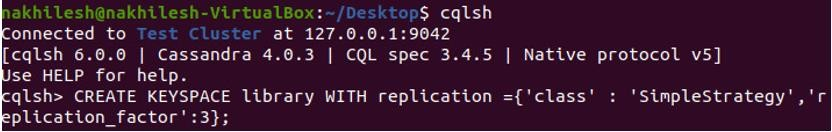 nakhilesh@nakhilesh-VirtualBox:~/Desktop$ cqlsh
Connected to Test Cluster at 127.0.0.1:9042
[cqlsh 6.0.0 | Cassandra 4.0.3 | CQL spec 3.4.5 | Native protocol v5]
Use HELP for help.
cqlsh> CREATE KEYSPACE library WITH replication ={'class' : 'SimpleStrategy','r
eplication_factor':3};